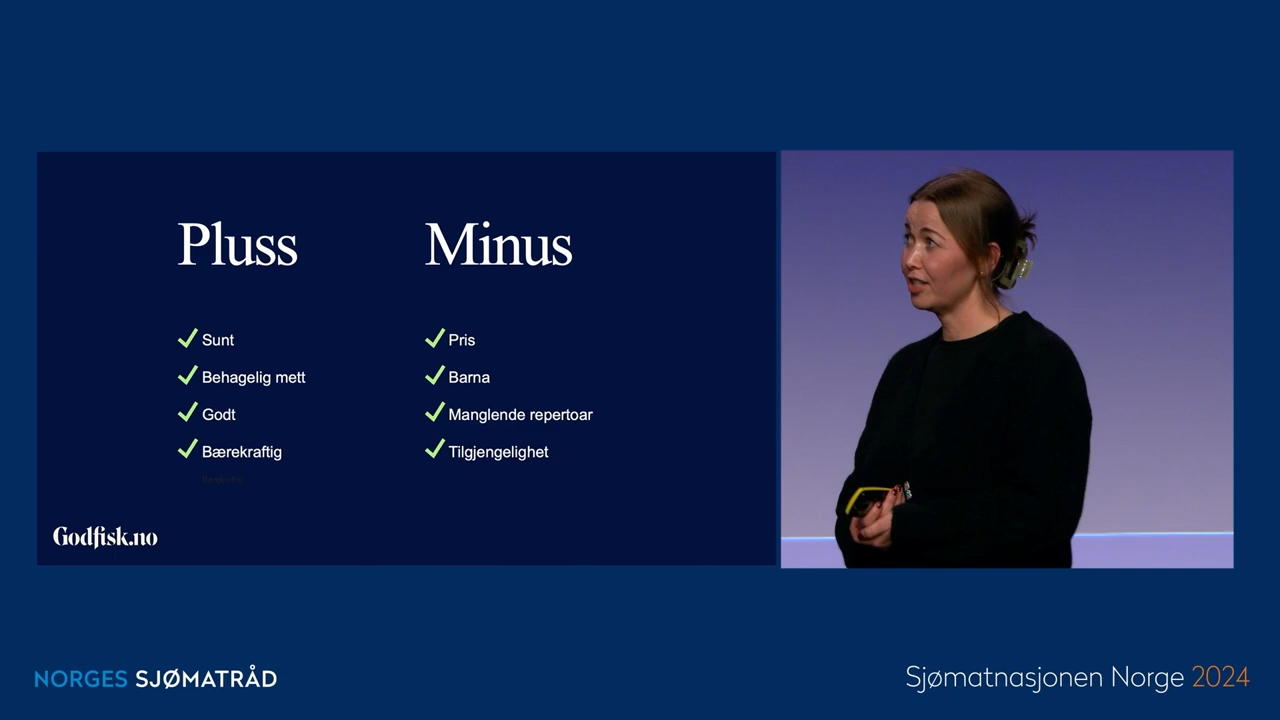 Pluss
Sunt
Behagelig mett
Godt
Bærekraftig
Minus
Pris
Barna
Manglende repertoar
Tilgjengelighet
Godfisk.no
NORGES SJØMATRÅD
Sjømatnasjonen Norge 2024